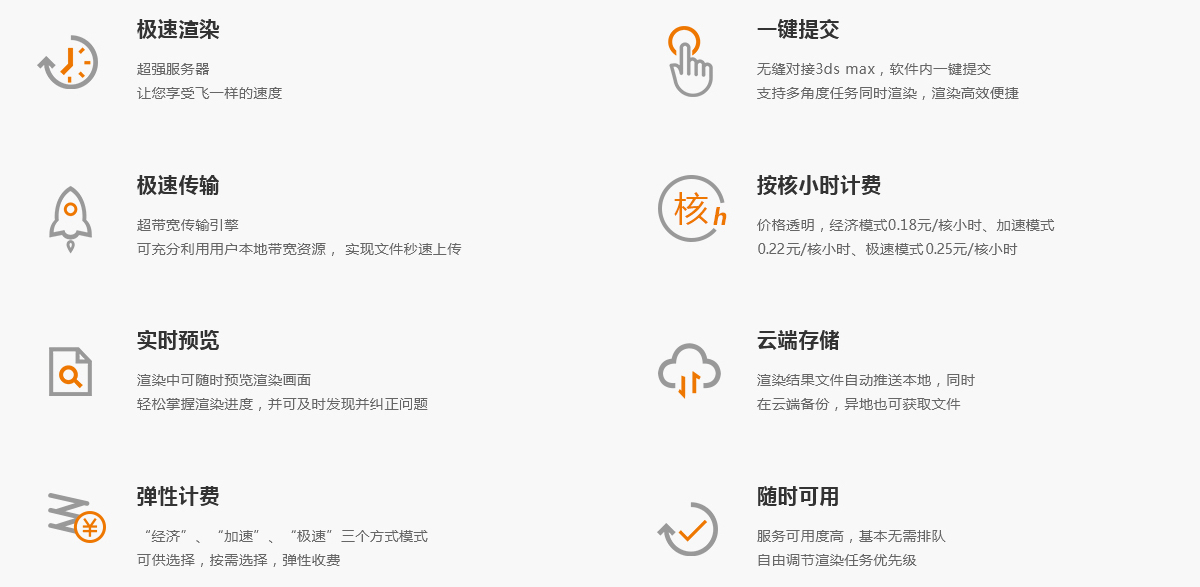 极速渲染
超强服务器
让您享受飞一样的速度
一键提交
无缝对接3ds max，软件内一键提交
支持多角度任务同时渲染，渲染高效便捷
极速传输
超带宽传输引擎
可充分利用用户本地带宽资源， 实现文件秒速上传
核h
按核小时计费
价格透明，经济模式0.18元/核小时、加速模式
0.22元/核小时、极速模式0.25元/核小时
实时预览
渲染中可随时预览渲染画面
轻松掌握渲染进度，并可及时发现并纠正问题
云端存储
渲染结果文件自动推送本地，同时
在云端备份，异地也可获取文件
¥
弹性计费
“经济”、“加速”、“极速”三个方式模式
可供选择，按需选择，弹性收费
随时可用
服务可用度高，基本无需排队
自由调节渲染任务优先级